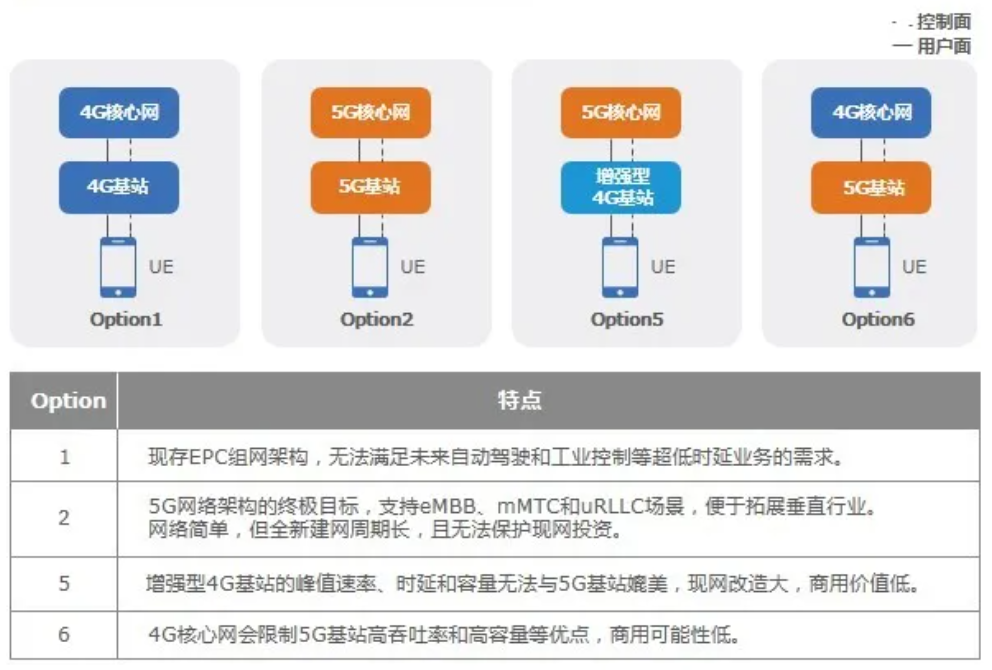 - - 控制面
— 用户面
4G核心网
4G基站
UE
Option1
5G核心网
5G基站
UE
Option2
5G核心网
增强型
4G基站
UE
Option5
4G核心网
5G基站
UE
Option6
Option 特点
1 现存EPC组网架构，无法满足未来自动驾驶和工业控制等超低时延业务的需求。
2 5G网络架构的终极目标，支持eMBB、mMTC和uRLLC场景，便于拓展垂直行业。
网络简单，但全新建网周期长，且无法保护现网投资。
5 增强型4G基站的峰值速率、时延和容量无法与5G基站媲美，现网改造大，商用价值低。
6 4G核心网会限制5G基站高吞吐率和高容量等优点，商用可能性低。